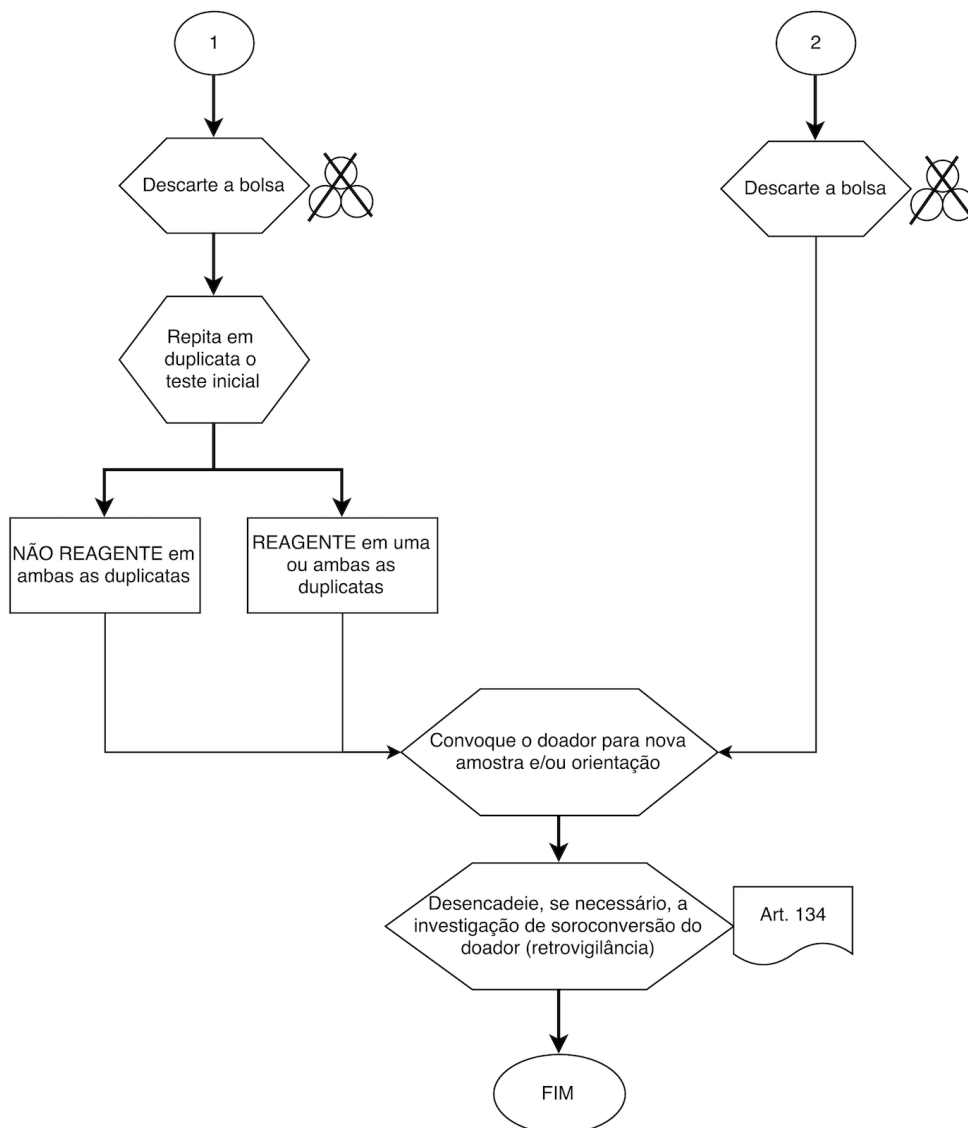 1
2
Descarte a bolsa
Descarte a bolsa
Repita em
duplicata o
teste inicial
NÃO REAGENTE em
ambas as duplicatas
REAGENTE em uma
ou ambas as
duplicatas
Convoque o doador para nova
amostra e/ou orientação
Desencadeie, se necessário, a
investigação de soroconversão do
doador (retrovigilância)
Art. 134
FIM